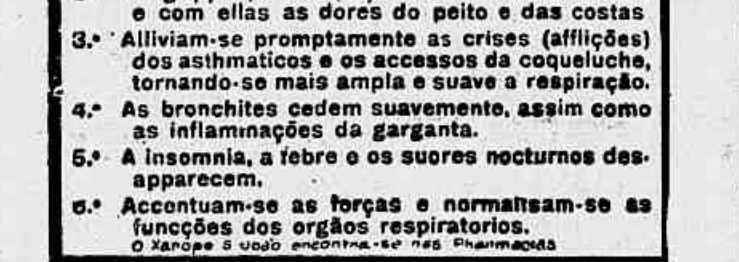 e com ellas as dores do peito e das costas
3.º Alliviam-se promptamente as crises (afflições)
dos asthmaticos e os accessos da coqueluche,
tornando-se mais ampla e suave a respiração.
4.º As bronchites cedem suavemente, assim como
as inflammações da garganta.
5.º A insomnia, a febre e os suores nocturnos des-
apparecem.
6.º Accentuam-se as forças e normalisam-se as
funcções dos orgãos respiratorios.
O Xarope S João encontra-se nas Pharmacias